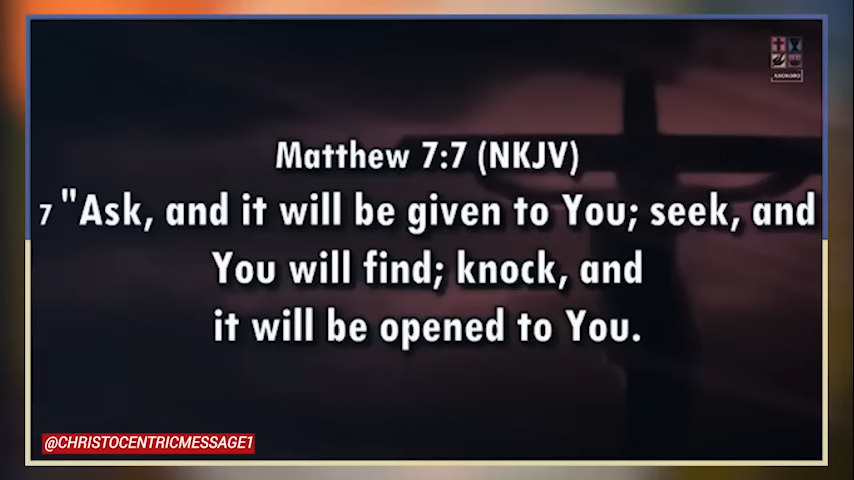 ASOKORO
Matthew 7:7 (NKJV)
7 "Ask, and it will be given to You; seek, and
You will find; knock, and
it will be opened to You.
@CHRISTOCENTRICMESSAGE1